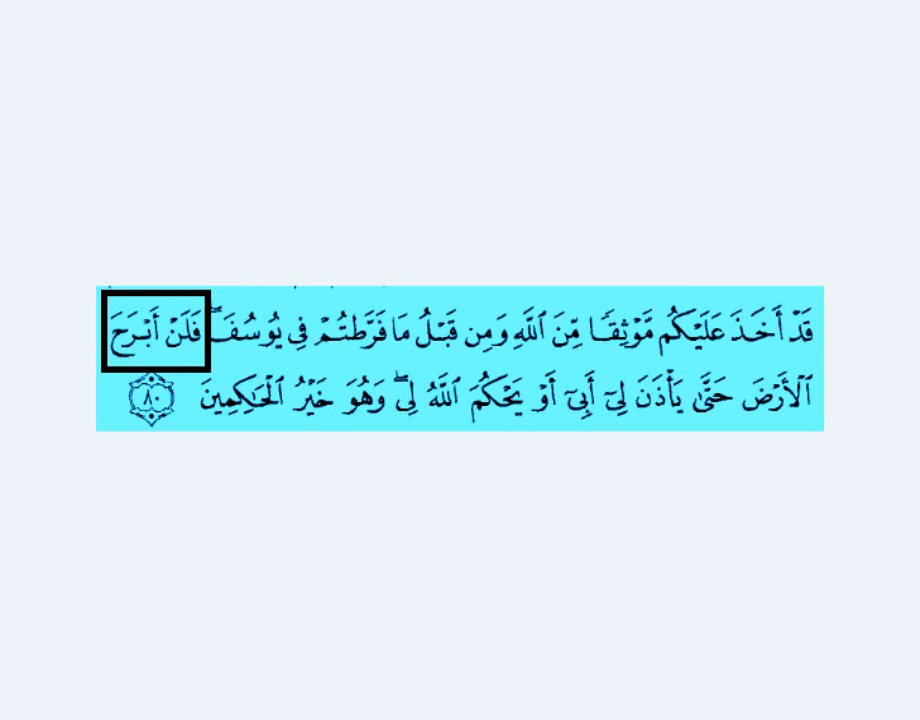 قَدْ أَخَذَ عَلَيْكُم مَّوْثِقًا مِّنَ ٱللَّهِ وَمِن قَبْلُ مَا فَرَّطتُمْ فِى يُوسُفَ ۖ فَلَنْ أَبْرَحَ
ٱلْأَرْضَ حَتَّىٰ يَأْذَنَ لِىٓ أَبِىٓ أَوْ يَحْكُمَ ٱللَّهُ لِى ۖ وَهُوَ خَيْرُ ٱلْحَـٰكِمِينَ ٨٠